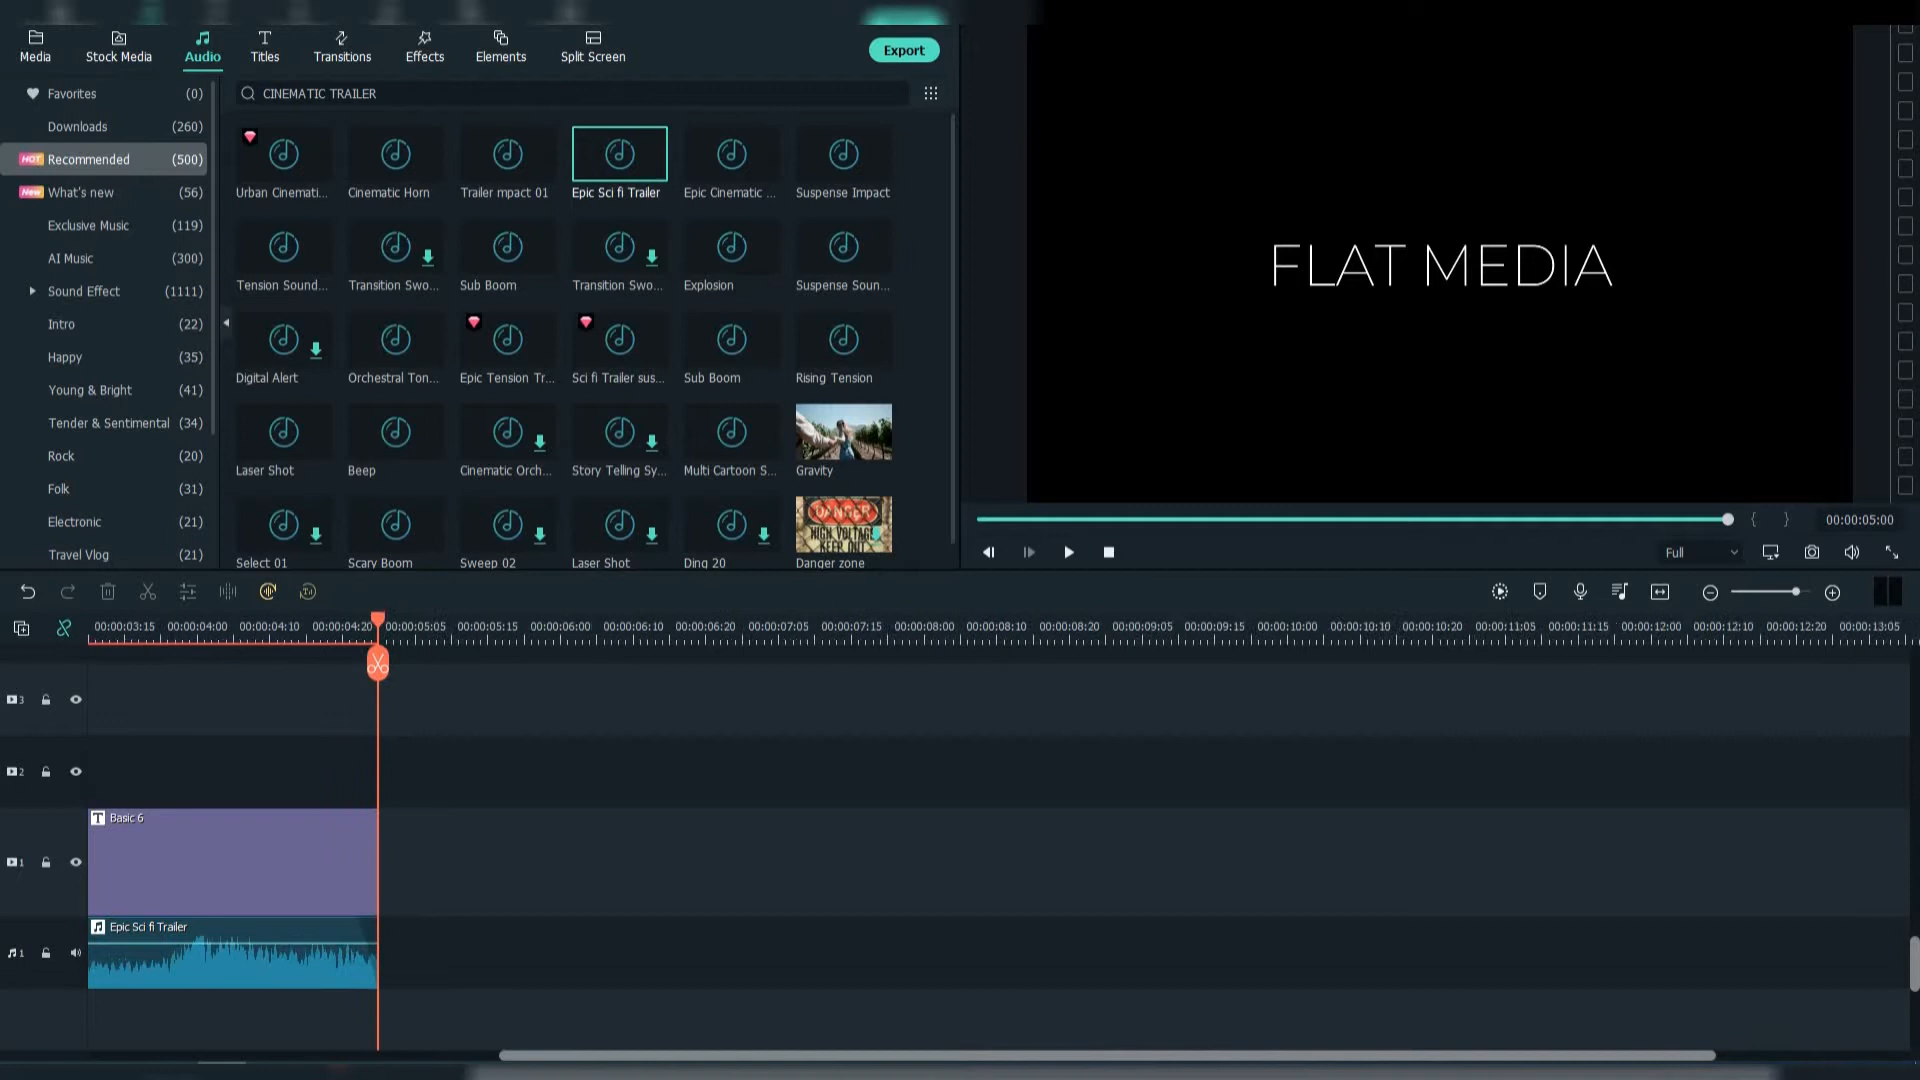 Media
Stock Media
Audio
Titles
Transitions
Effects
Elements
Split Screen
Export
Favorites (0)
Downloads (260)
HOT Recommended (500)
New What's new (56)
Exclusive Music (119)
AI Music (300)
Sound Effect (1111)
Intro (22)
Happy (35)
Young & Bright (41)
Tender & Sentimental (34)
Rock (20)
Folk (31)
Electronic (21)
Travel Vlog (21)
CINEMATIC TRAILER
Urban Cinemati... Cinematic Horn Trailer mpact 01 Epic Sci fi Trailer Epic Cinematic ... Suspense Impact
Tension Sound... Transition Swo... Sub Boom Transition Swo... Explosion Suspense Soun...
Digital Alert Orchestral Ton... Epic Tension Tr... Sci fi Trailer sus... Sub Boom Rising Tension
Laser Shot Beep Cinematic Orch... Story Telling Sy... Multi Cartoon S... Gravity
DANGER
HIGH VOLTAGE
KEEP OUT
Select 01 Scary Boom Sweep 02 Laser Shot Ding 20 Danger zone
FLAT MEDIA
{ } 00:00:05:00
Full
00:00:03:15 00:00:04:00 00:00:04:10 00:00:04:20 00:00:05:05 00:00:05:15 00:00:06:00 00:00:06:10 00:00:06:20 00:00:07:05 00:00:07:15 00:00:08:00 00:00:08:10 00:00:08:20 00:00:09:05 00:00:09:15 00:00:10:00 00:00:10:10 00:00:10:20 00:00:11:05 00:00:11:15 00:00:12:00 00:00:12:10 00:00:12:20 00:00:13:05
3
2
T Basic 6
1
Epic Sci fi Trailer
1